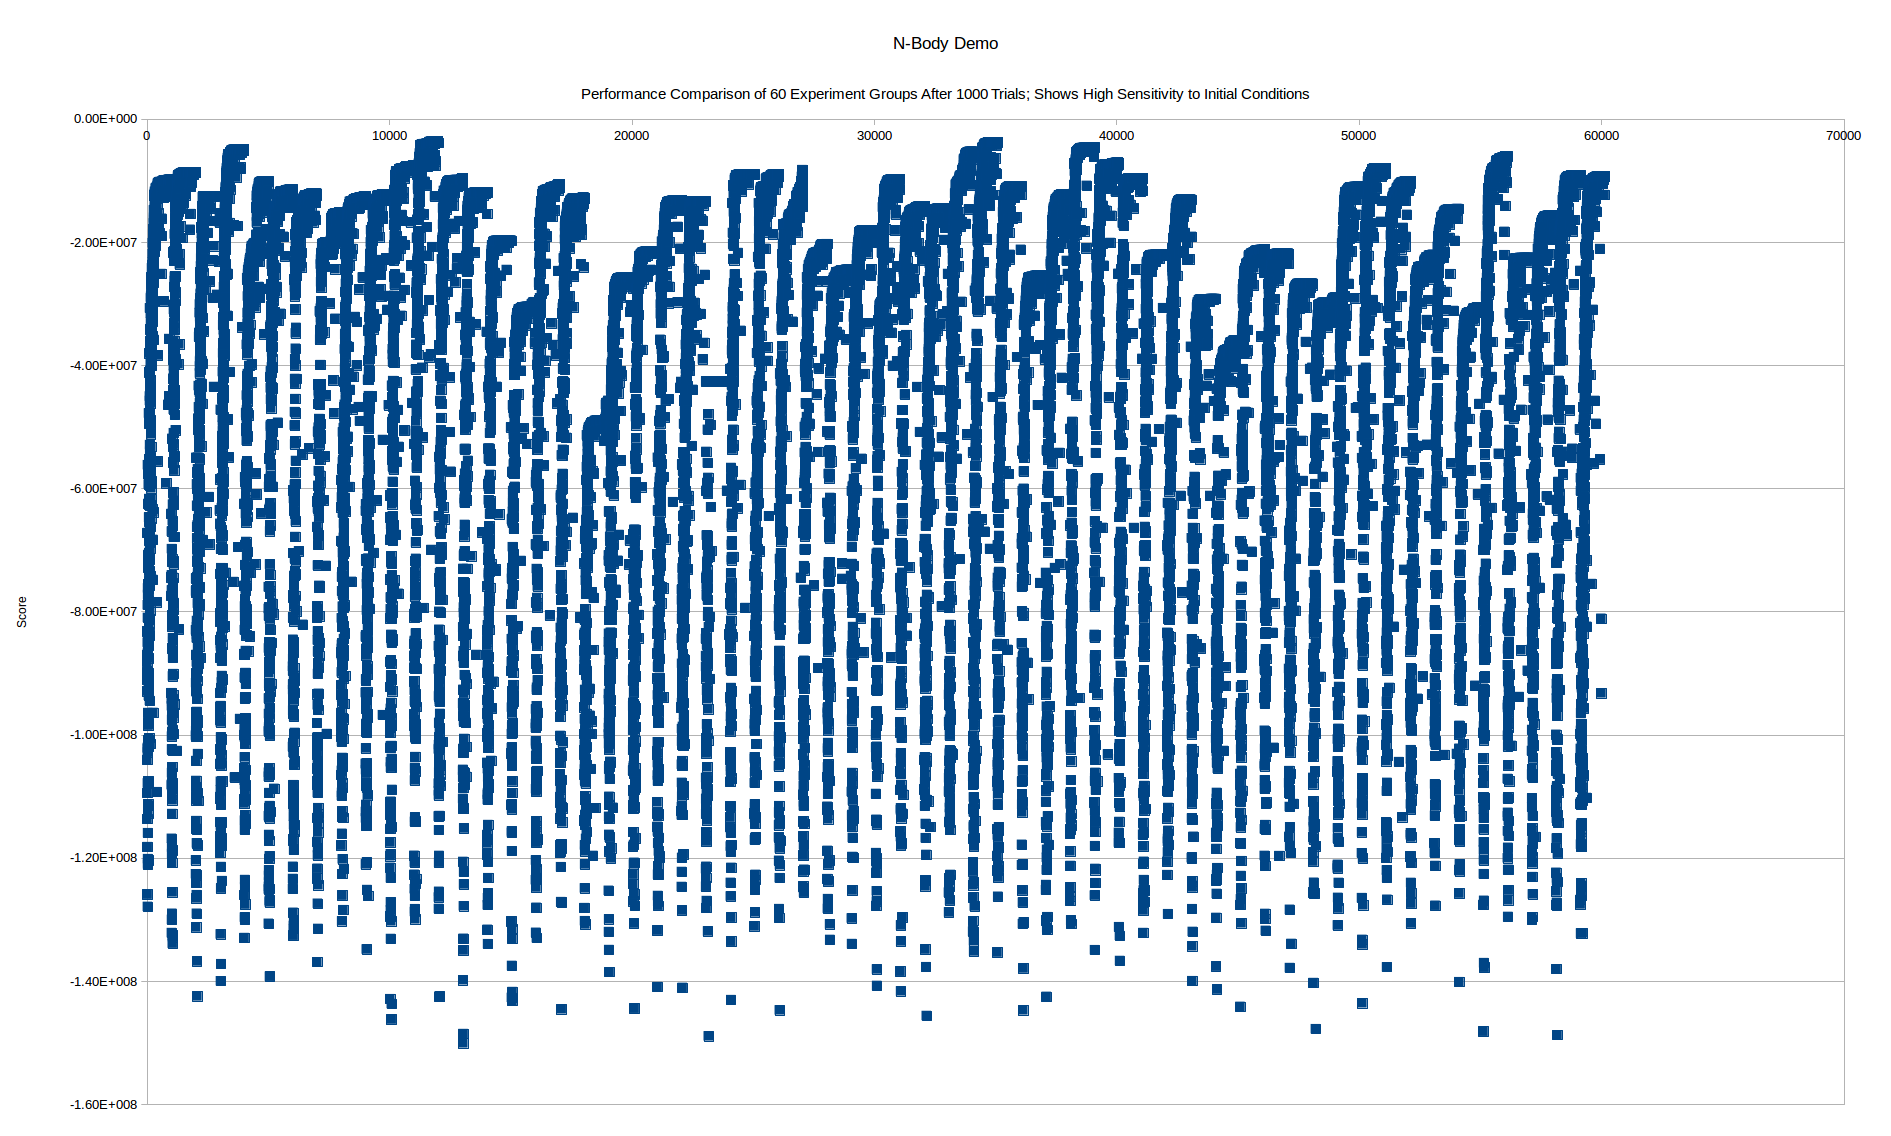 N-Body Demo
Performance Comparison of 60 Experiment Groups After 1000 Trials; Shows High Sensitivity to Initial Conditions
0.00E+000
0 10000 20000 30000 40000 50000 60000 70000
-2.00E+007
-4.00E+007
-6.00E+007
-8.00E+007
Score
-1.00E+008
-1.20E+008
-1.40E+008
-1.60E+008